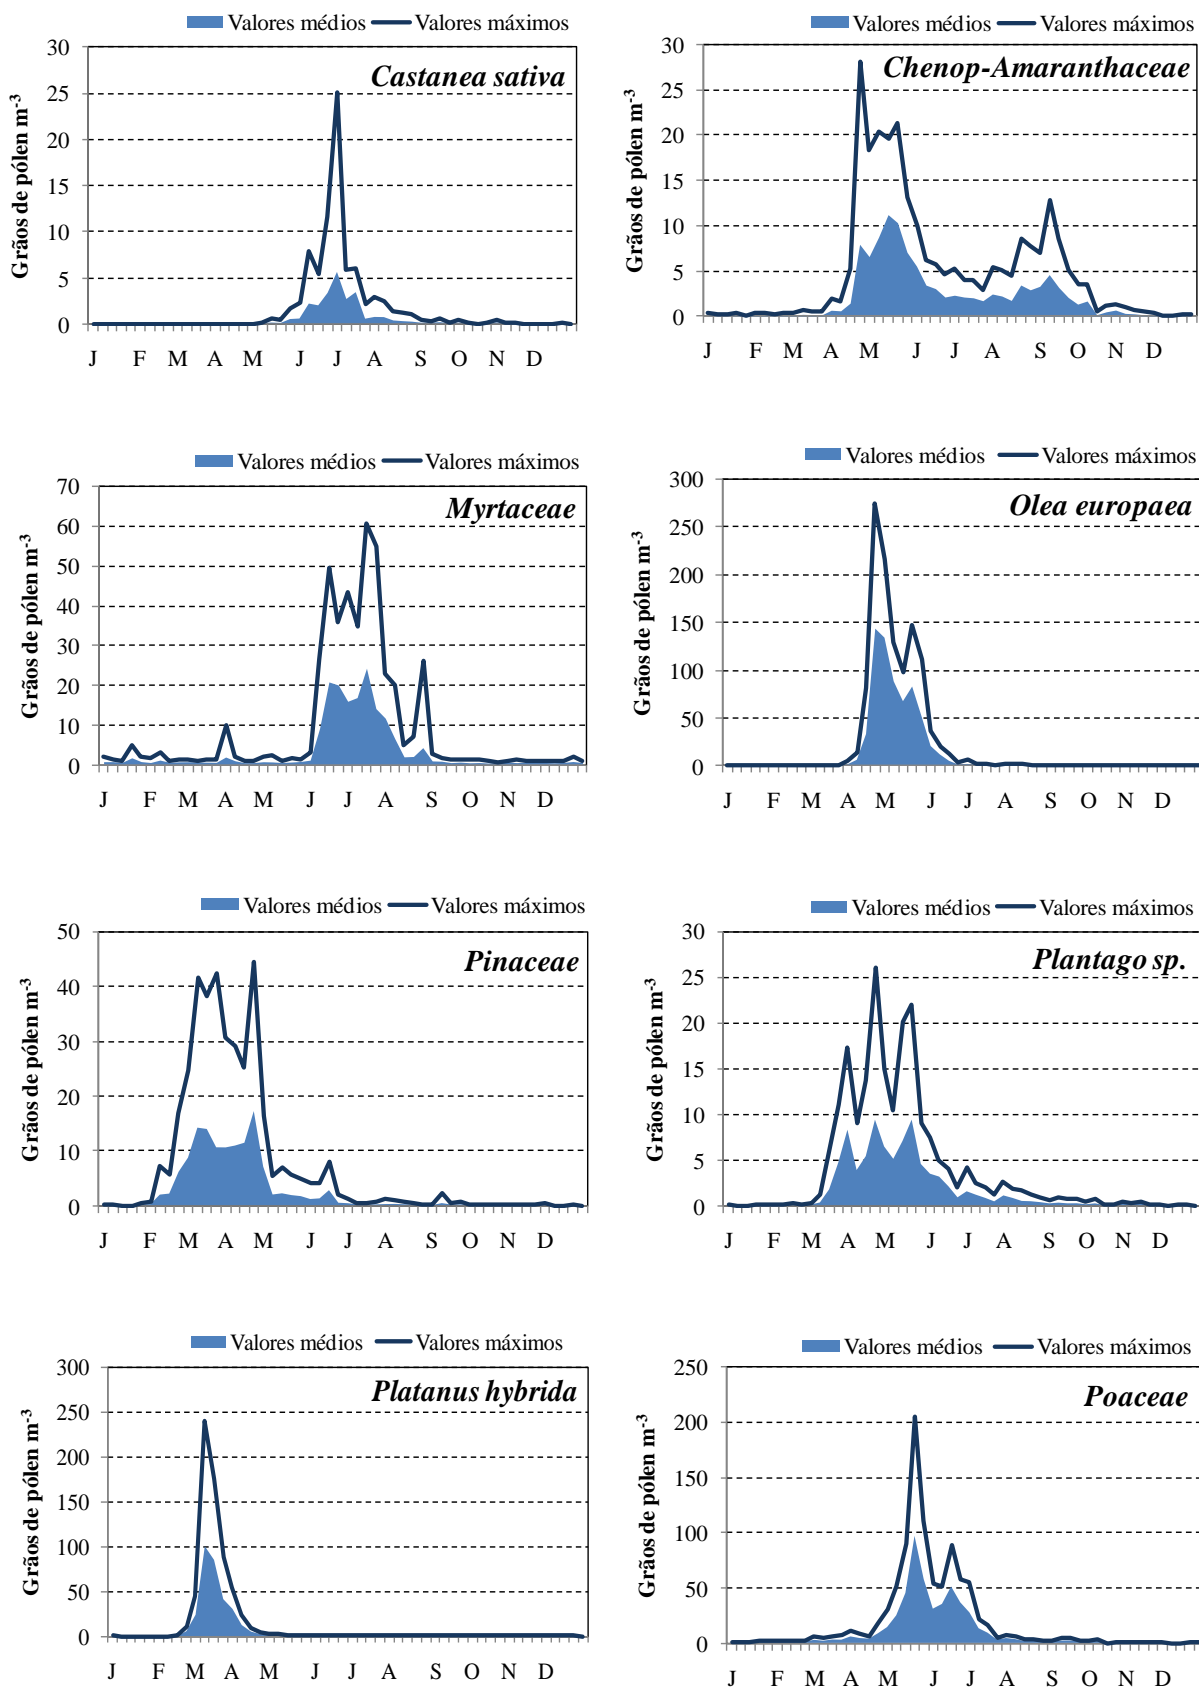 Valores médios Valores máximos
Castanea sativa
Grãos de pólen m-3
30
25
20
15
10
5
0
J F M A M J J A S O N D
Valores médios Valores máximos
Chenop-Amaranthaceae
Grãos de pólen m-3
30
25
20
15
10
5
0
J F M A M J J A S O N D
Valores médios Valores máximos
Myrtaceae
Grãos de pólen m-3
70
60
50
40
30
20
10
0
J F M A M J J A S O N D
Valores médios Valores máximos
Olea europaea
Grãos de pólen m-3
300
250
200
150
100
50
0
J F M A M J J A S O N D
Valores médios Valores máximos
Pinaceae
Grãos de pólen m-3
50
40
30
20
10
0
J F M A M J J A S O N D
Valores médios Valores máximos
Plantago sp.
Grãos de pólen m-3
30
25
20
15
10
5
0
J F M A M J J A S O N D
Valores médios Valores máximos
Platanus hybrida
Grãos de pólen m-3
300
250
200
150
100
50
0
J F M A M J J A S O N D
Valores médios Valores máximos
Poaceae
Grãos de pólen m-3
250
200
150
100
50
0
J F M A M J J A S O N D